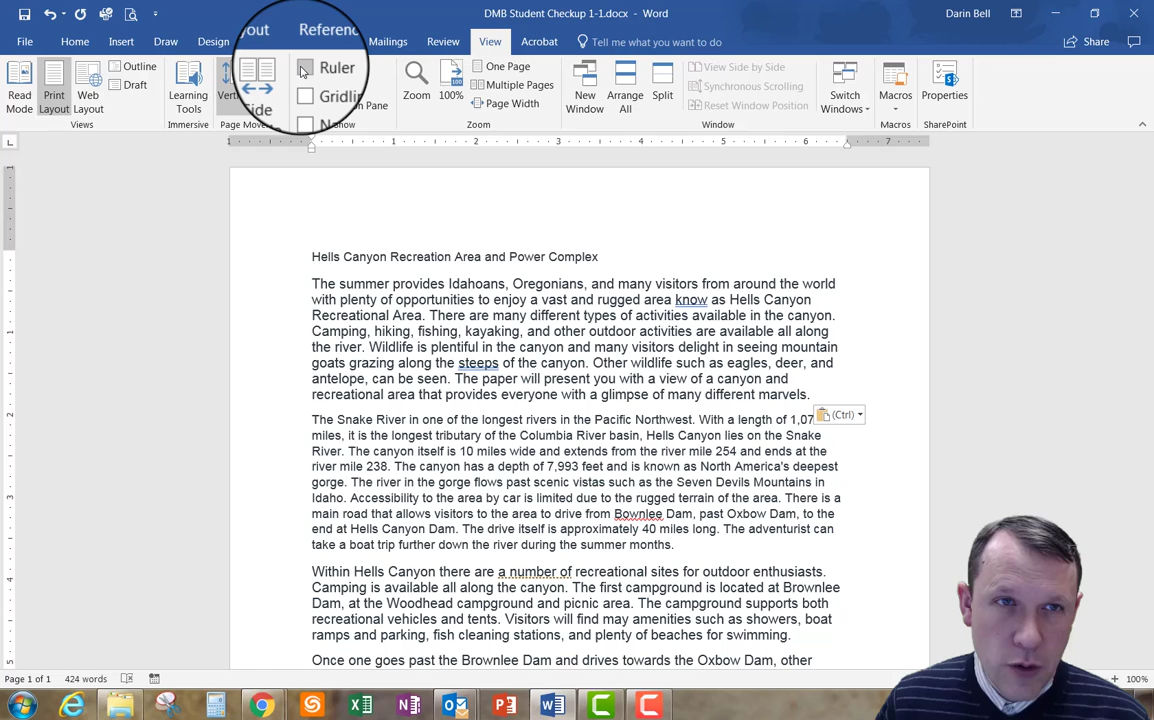 DMB Student Checkup 1-1.docx - Word
Darin Bell
File Home Insert Draw Design
Mailings Review View Acrobat Tell me what you want to do
Share
out Referenc
Ruler
Gridli
Side
Outline
Draft
Read Mode
Print Layout
Web Layout
Views
Learning Tools
Immersive
Page Move
Show
Zoom
100%
One Page
Multiple Pages
Page Width
Zoom
New Window
Arrange All
Split
View Side by Side
Synchronous Scrolling
Reset Window Position
Window
Switch Windows
Macros
Macros
Properties
SharePoint
1 1 2 3 4 5 6 7
Hells Canyon Recreation Area and Power Complex
The summer provides Idahoans, Oregonians, and many visitors from around the world
with plenty of opportunities to enjoy a vast and rugged area know as Hells Canyon
Recreational Area. There are many different types of activities available in the canyon.
Camping, hiking, fishing, kayaking, and other outdoor activities are available all along
the river. Wildlife is plentiful in the canyon and many visitors delight in seeing mountain
goats grazing along the steeps of the canyon. Other wildlife such as eagles, deer, and
antelope, can be seen. The paper will present you with a view of a canyon and
recreational area that provides everyone with a glimpse of many different marvels.
(Ctrl)
The Snake River in one of the longest rivers in the Pacific Northwest. With a length of 1,07
miles, it is the longest tributary of the Columbia River basin, Hells Canyon lies on the Snake
River. The canyon itself is 10 miles wide and extends from the river mile 254 and ends at the
river mile 238. The canyon has a depth of 7,993 feet and is known as North America's deepest
gorge. The river in the gorge flows past scenic vistas such as the Seven Devils Mountains in
Idaho. Accessibility to the area by car is limited due to the rugged terrain of the area. There is a
main road that allows visitors to the area to drive from Bownlee Dam, past Oxbow Dam, to the
end at Hells Canyon Dam. The drive itself is approximately 40 miles long. The adventurist can
take a boat trip further down the river during the summer months.
Within Hells Canyon there are a number of recreational sites for outdoor enthusiasts.
Camping is available all along the canyon. The first campground is located at Brownlee
Dam, at the Woodhead campground and picnic area. The campground supports both
recreational vehicles and tents. Visitors will find may amenities such as showers, boat
ramps and parking, fish cleaning stations, and plenty of beaches for swimming.
Once one goes past the Brownlee Dam and drives towards the Oxbow Dam, other
Page 1 of 1 424 words
100%